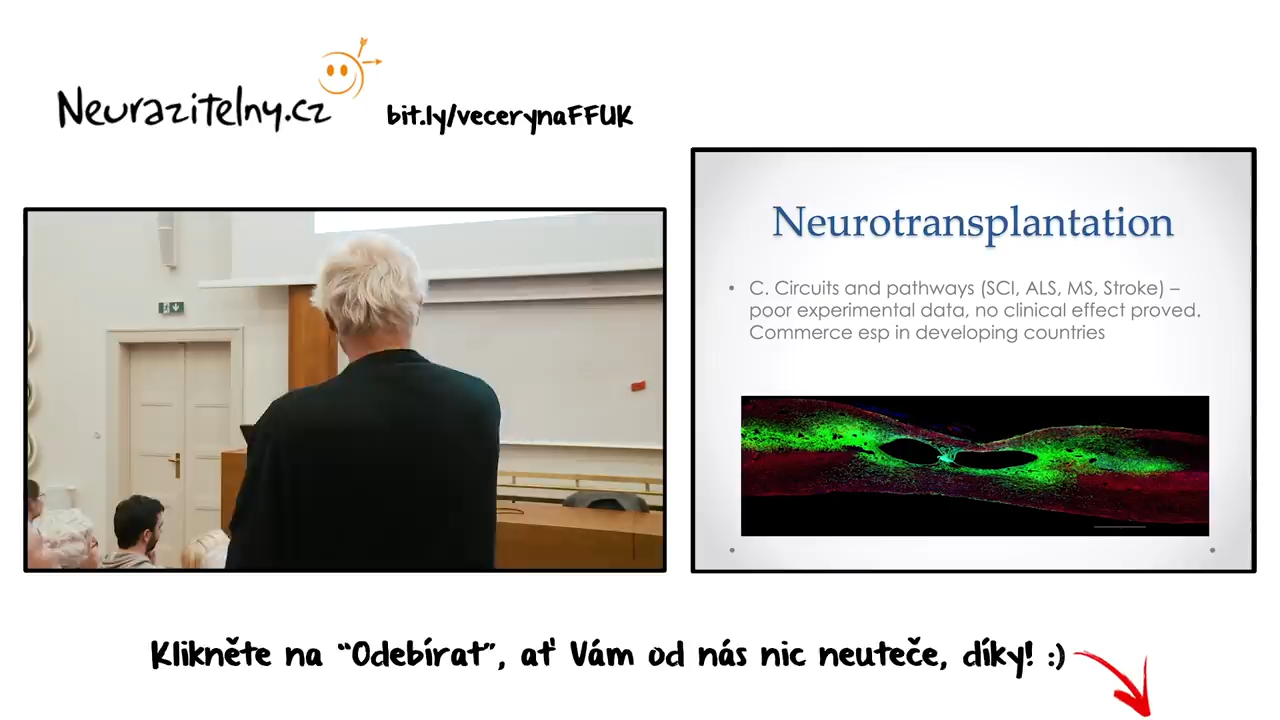 Neurazitelny.cz
bit.ly/vecerynaFFUK
Neurotransplantation
• C. Circuits and pathways (SCI, ALS, MS, Stroke) –
poor experimental data, no clinical effect proved.
Commerce esp in developing countries
Klikněte na “Odebírat”, ať Vám od nás nic neuteče, díky! :)